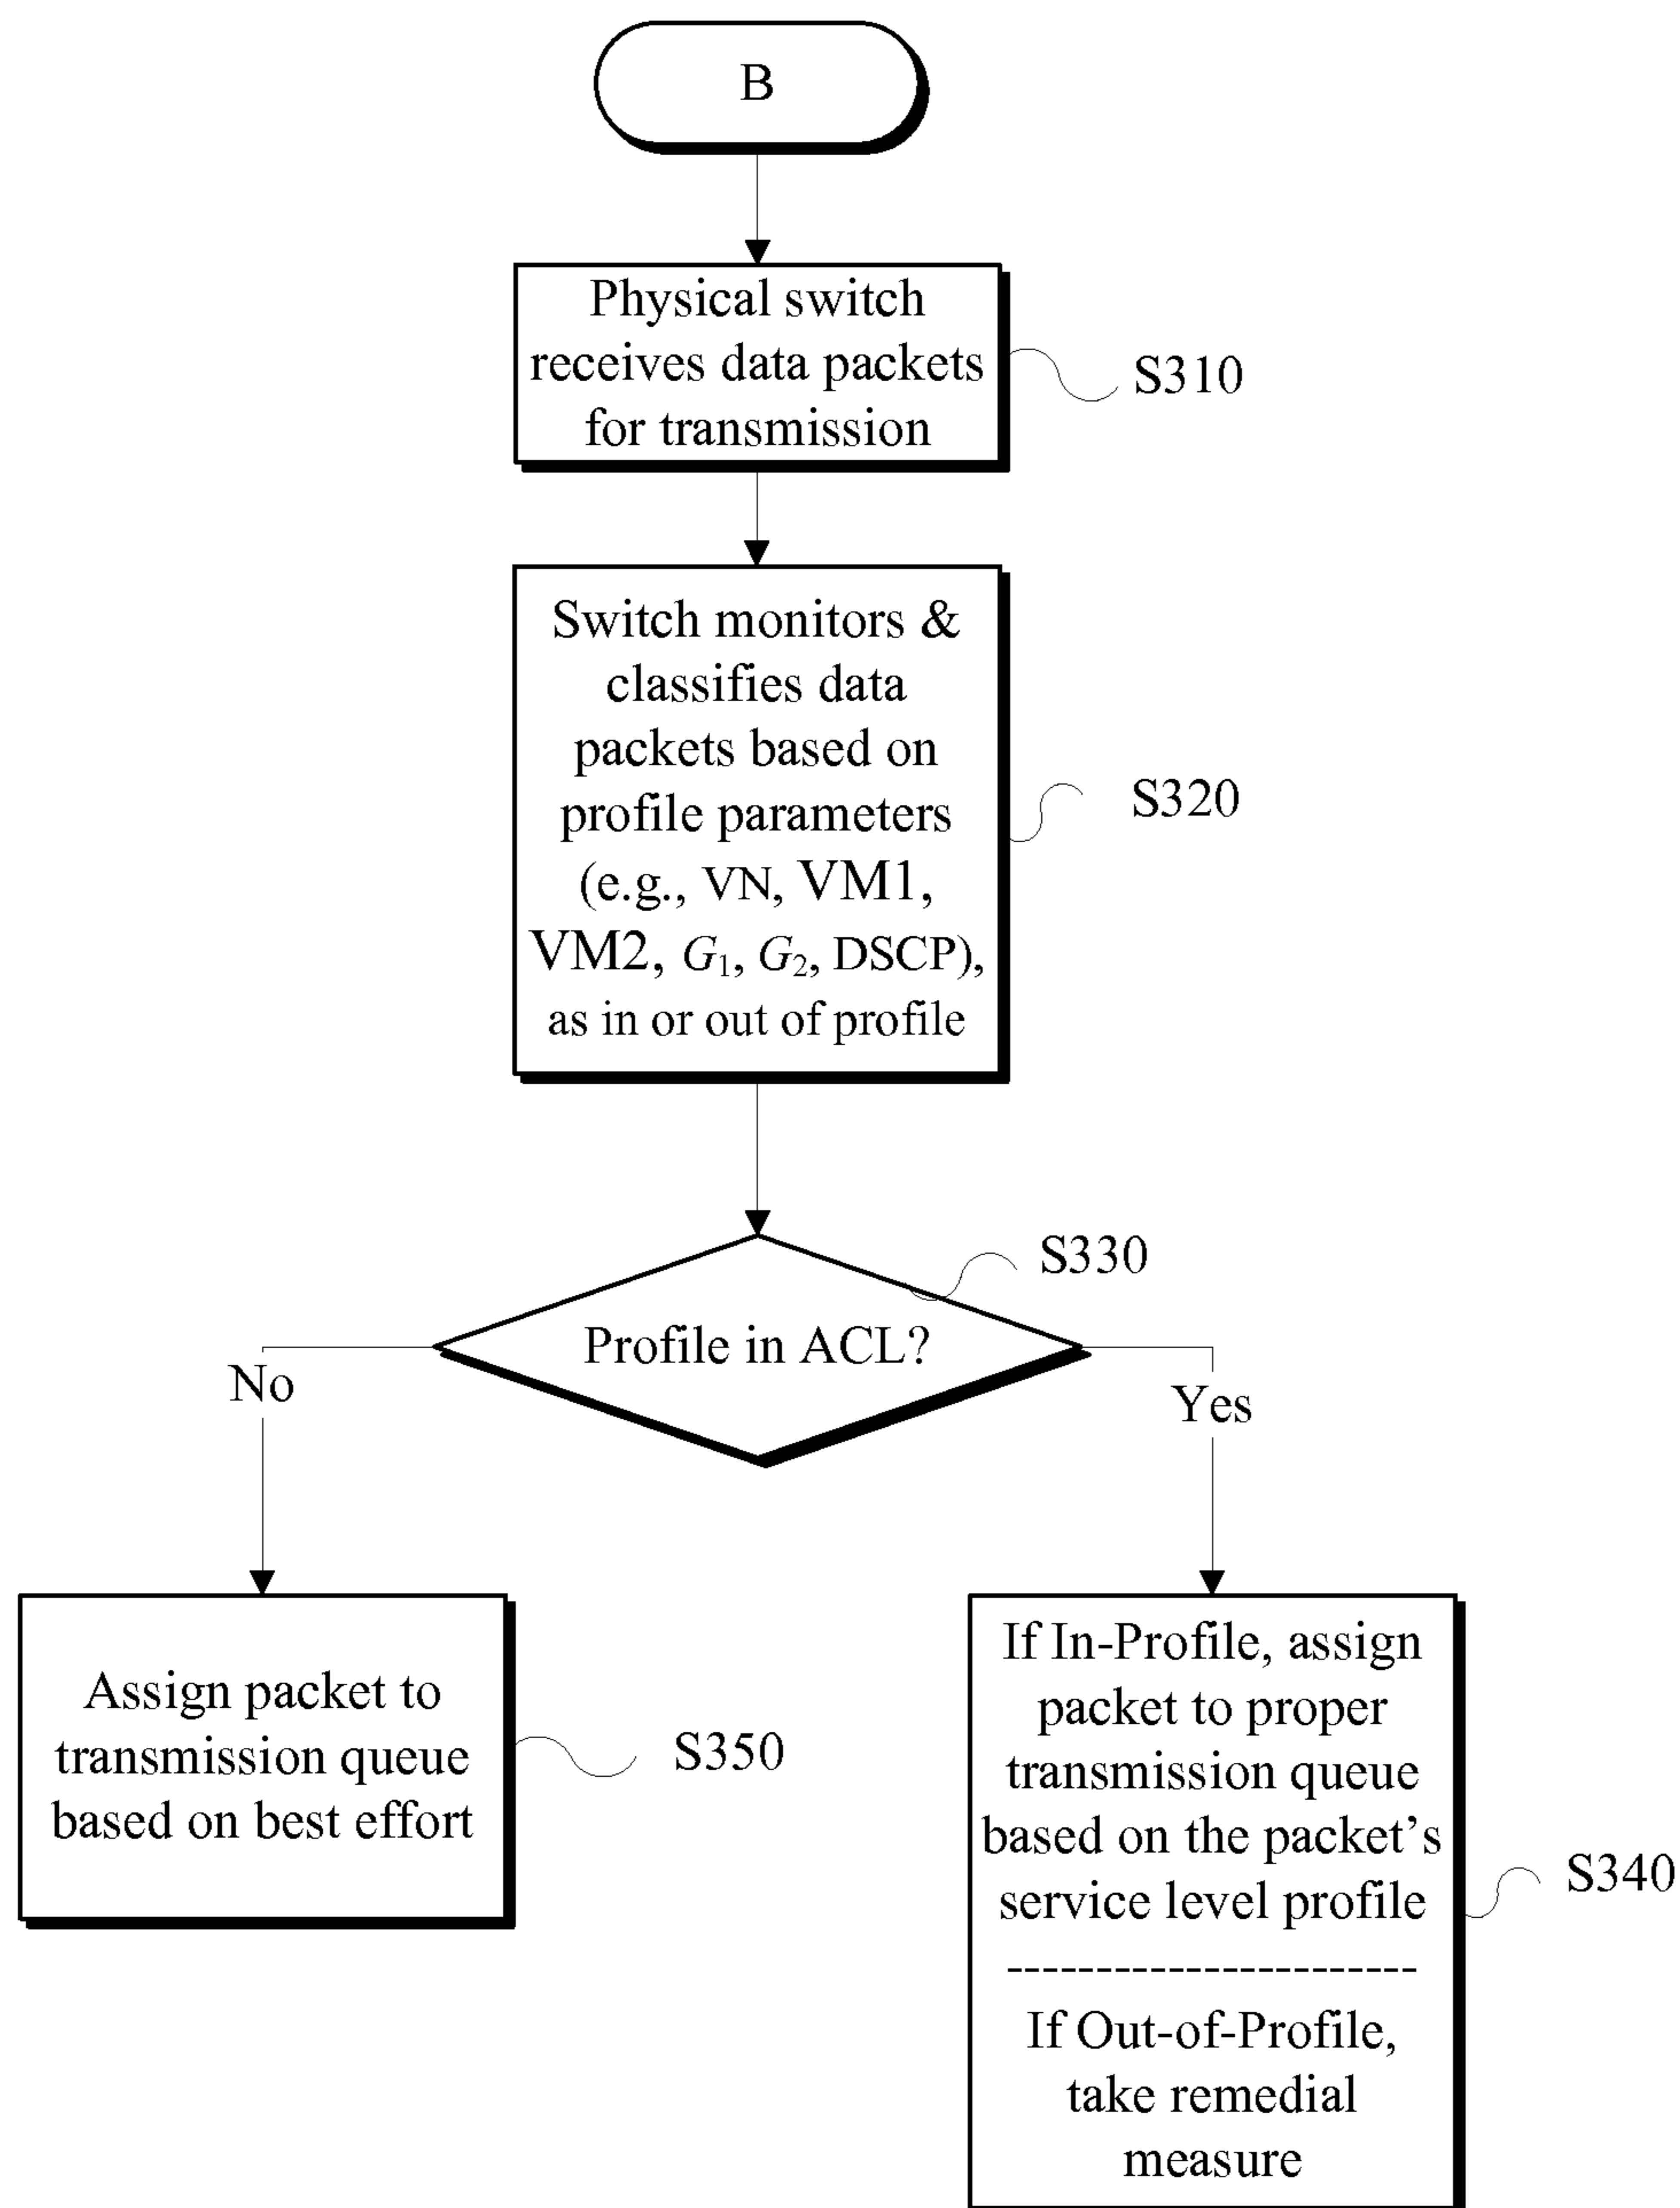 B
Physical switch
receives data packets
for transmission
S310
Switch monitors &
classifies data
packets based on
profile parameters
(e.g., VN, VM1,
VM2, G₁, G₂, DSCP),
as in or out of profile
S320
S330
Profile in ACL?
No
Yes
Assign packet to
transmission queue
based on best effort
S350
If In-Profile, assign
packet to proper
transmission queue
based on the packet’s
service level profile
-----------------------
If Out-of-Profile,
take remedial
measure
S340